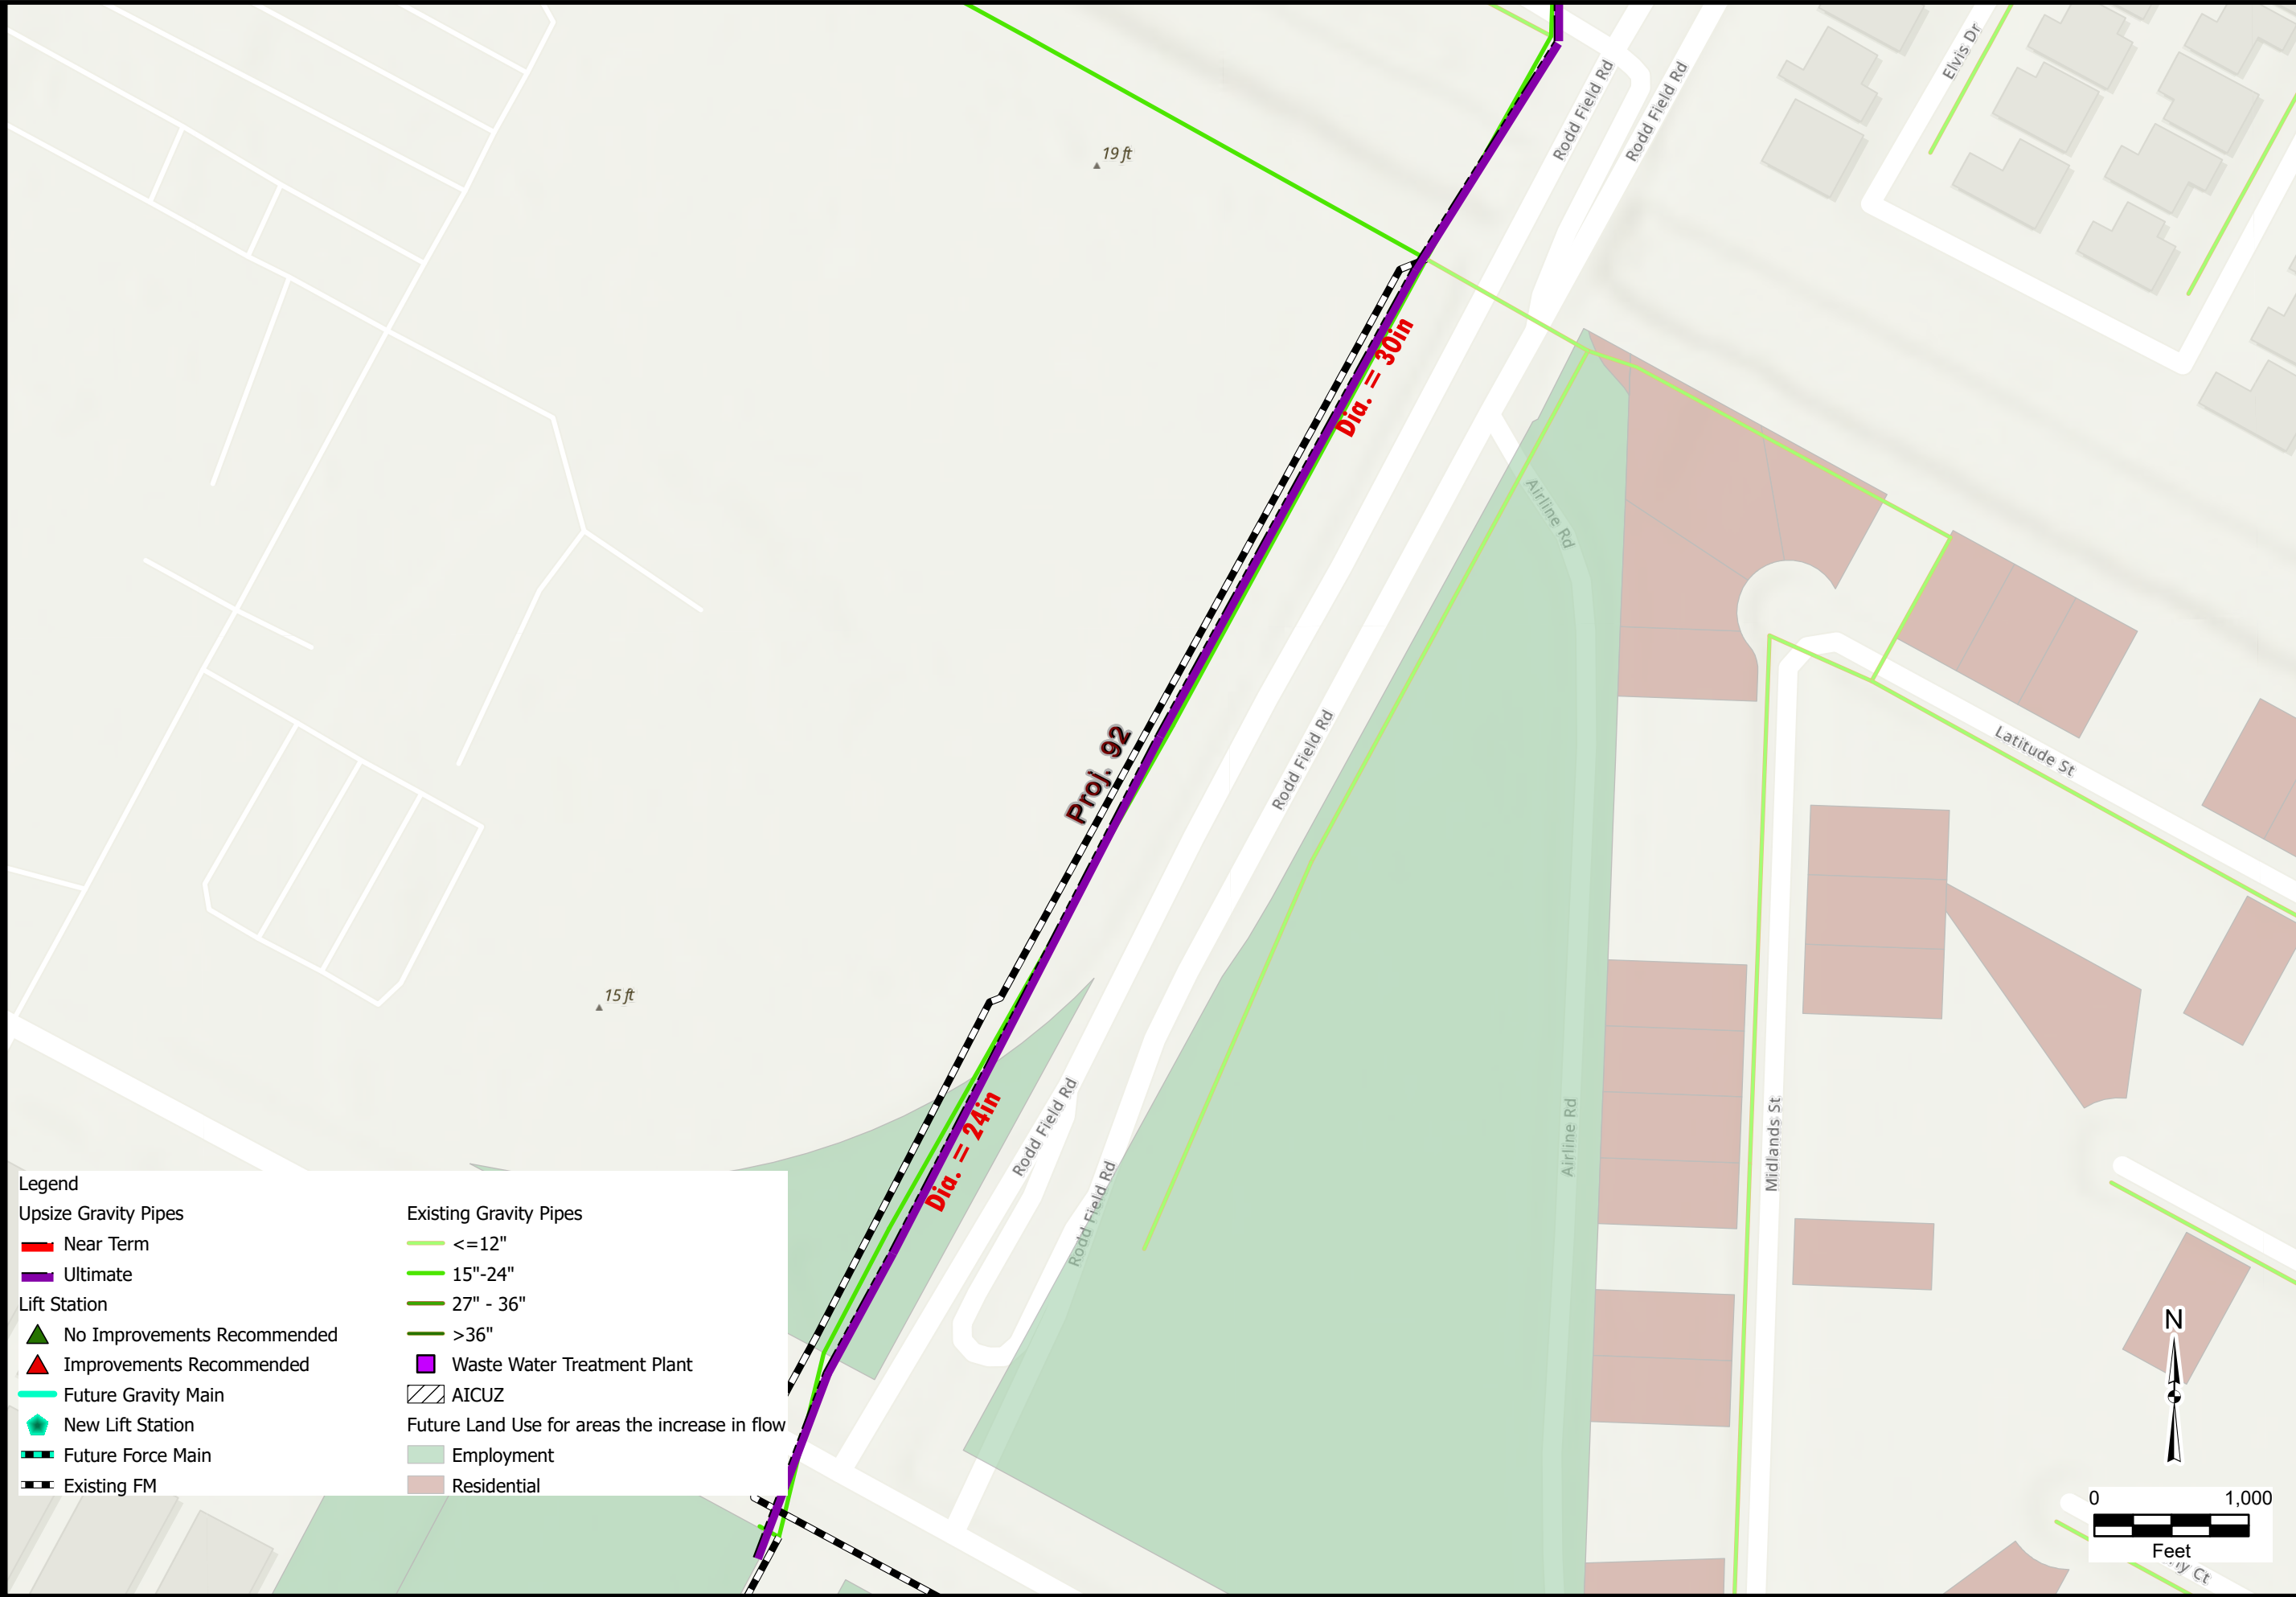 Elvis Dr
Rodd Field Rd
Rodd Field Rd
19 ft
Dia. = 30in
Airline Rd
Proj. 92
Rodd Field Rd
Latitude St
15 ft
Dia. = 24in
Rodd Field Rd
Rodd Field Rd
Airline Rd
Midlands St
Legend
Upsize Gravity Pipes
Near Term
Ultimate
Lift Station
No Improvements Recommended
Improvements Recommended
Future Gravity Main
New Lift Station
Future Force Main
Existing FM
Existing Gravity Pipes
<=12"
15"-24"
27" - 36"
>36"
Waste Water Treatment Plant
AICUZ
Future Land Use for areas the increase in flow
Employment
Residential
N
0 1,000
Feet
Ct